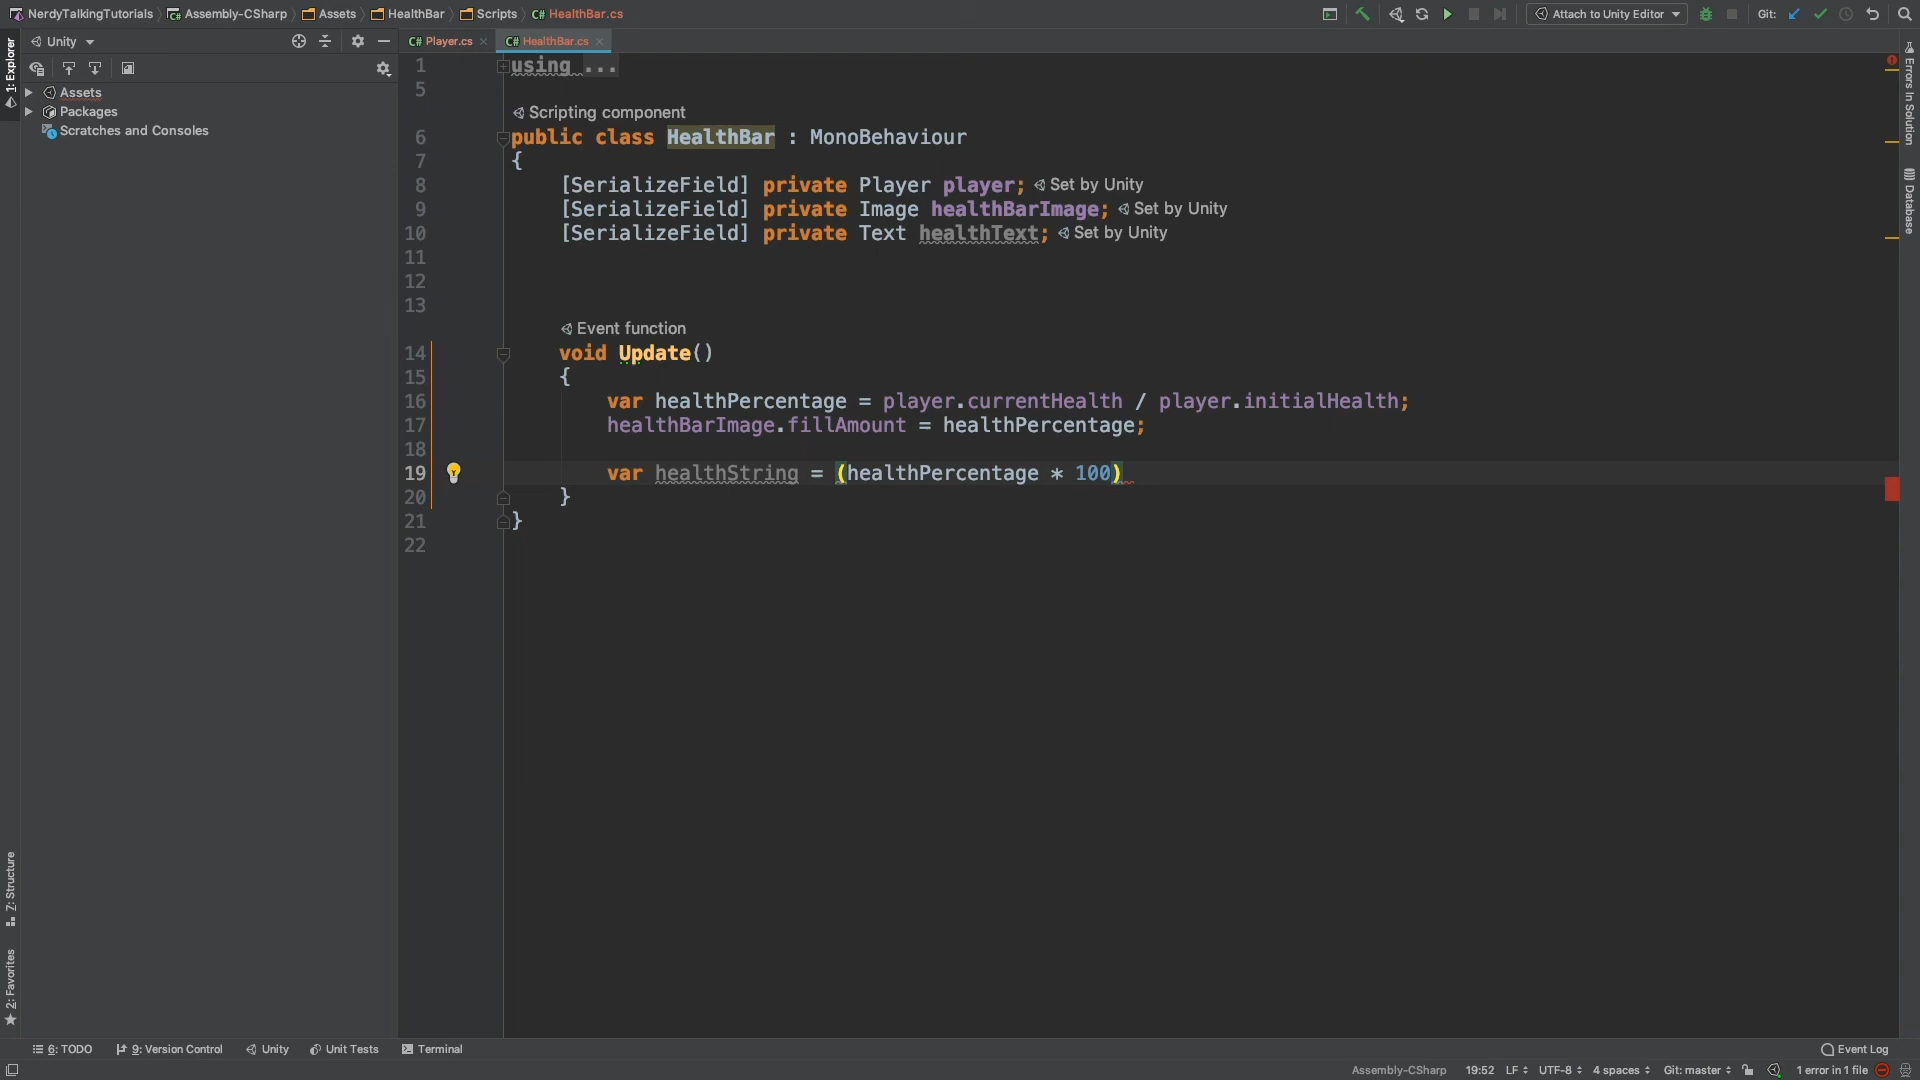 NerdyTalkingTutorials Assembly-CSharp Assets HealthBar Scripts C# HealthBar.cs
Attach to Unity Editor Git:
Unity
C# Player.cs C# HealthBar.cs
1: Explorer
Assets
Packages
Scratches and Consoles
1 using ...
5
Scripting component
6 public class HealthBar : MonoBehaviour
7 {
8 [SerializeField] private Player player; Set by Unity
9 [SerializeField] private Image healthBarImage; Set by Unity
10 [SerializeField] private Text healthText; Set by Unity
11
12
13
Event function
14 void Update()
15 {
16 var healthPercentage = player.currentHealth / player.initialHealth;
17 healthBarImage.fillAmount = healthPercentage;
18
19 var healthString = (healthPercentage * 100)
20 }
21 }
22
Errors In Solution
Database
Z: Structure
2: Favorites
6: TODO 9: Version Control Unity Unit Tests Terminal Event Log
Assembly-CSharp 19:52 LF UTF-8 4 spaces Git: master 1 error in 1 file